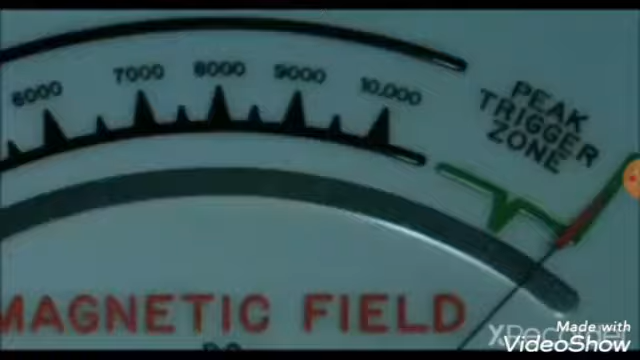 6000 7000 8000 9000 10,000
PEAK
TRIGGER
ZONE
MAGNETIC FIELD
Made with
VideoShow